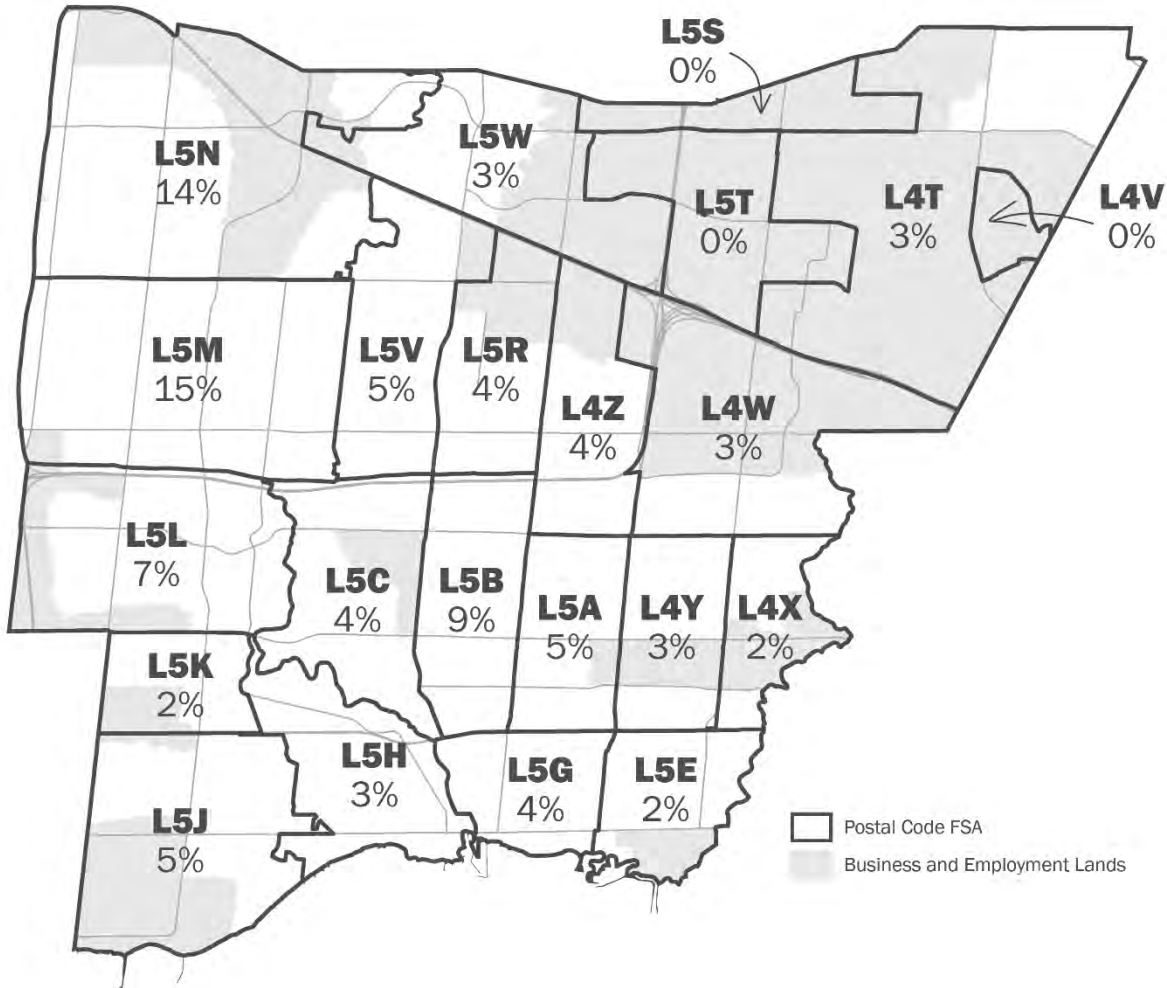 L5S
0%
L5W
3%
L5N
14%
L5T
0%
L4T
3%
L4V
0%
L5M
15%
L5V
5%
L5R
4%
L4Z
4%
L4W
3%
L5L
7%
L5C
4%
L5B
9%
L5A
5%
L4Y
3%
L4X
2%
L5K
2%
L5H
3%
L5G
4%
L5E
2%
L5J
5%
Postal Code FSA
Business and Employment Lands